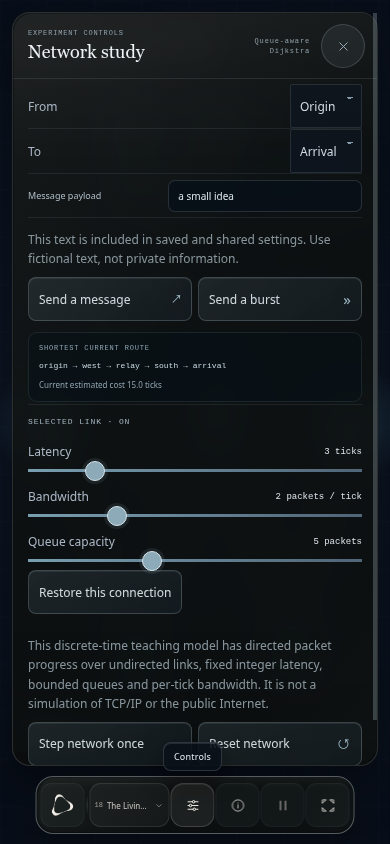 EXPERIMENT CONTROLS
Network study
Queue-aware
Dijkstra
From
Origin
To
Arrival
Message payload
a small idea
This text is included in saved and shared settings. Use
fictional text, not private information.
Send a message ↗
Send a burst »
SHORTEST CURRENT ROUTE
origin → west → relay → south → arrival
Current estimated cost 15.0 ticks
SELECTED LINK · ON
Latency
3 ticks
Bandwidth
2 packets / tick
Queue capacity
5 packets
Restore this connection
This discrete-time teaching model has directed packet
progress over undirected links, fixed integer latency,
bounded queues and per-tick bandwidth. It is not a
simulation of TCP/IP or the public Internet.
Step network once
Reset network ↺
Controls
18 The Livin...